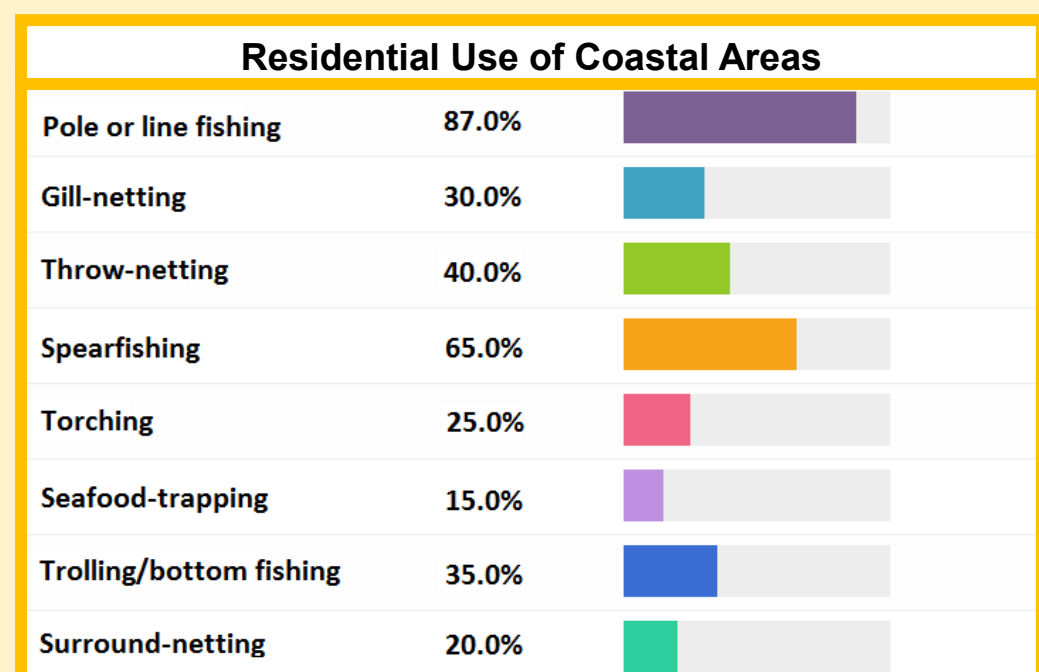 Residential Use of Coastal Areas
Pole or line fishing 87.0%
Gill-netting 30.0%
Throw-netting 40.0%
Spearfishing 65.0%
Torching 25.0%
Seafood-trapping 15.0%
Trolling/bottom fishing 35.0%
Surround-netting 20.0%